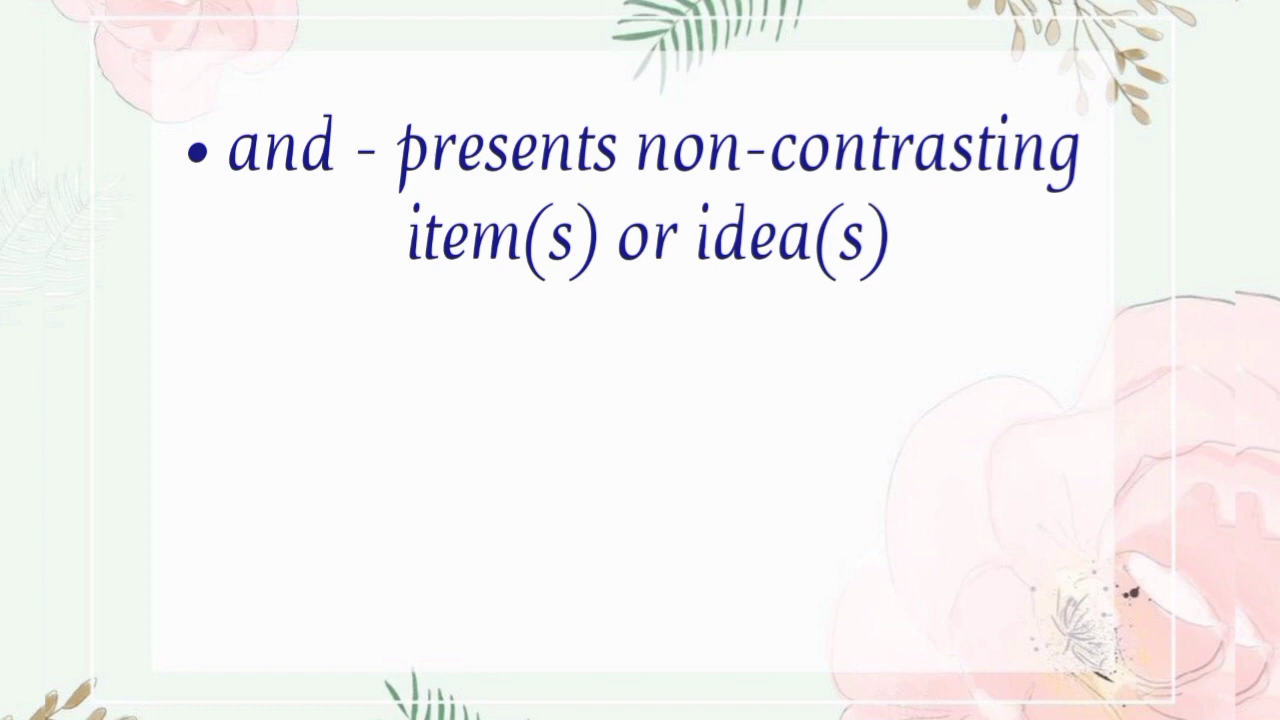 • and - presents non-contrasting
item(s) or idea(s)